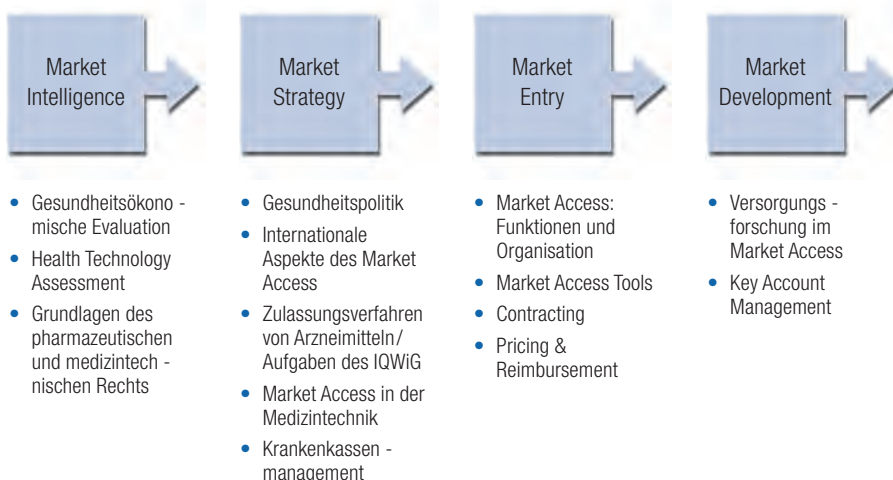 Market
Intelligence
Market
Strategy
Market
Entry
Market
Development
• Gesundheitsökono -
mische Evaluation
• Health Technology
Assessment
• Grundlagen des
pharmazeutischen
und medizintech -
nischen Rechts
• Gesundheitspolitik
• Internationale
Aspekte des Market
Access
• Zulassungsverfahren
von Arzneimitteln/
Aufgaben des IQWiG
• Market Access in der
Medizintechnik
• Krankenkassen -
management
• Market Access:
Funktionen und
Organisation
• Market Access Tools
• Contracting
• Pricing &
Reimbursement
• Versorgungs -
forschung im
Market Access
• Key Account
Management